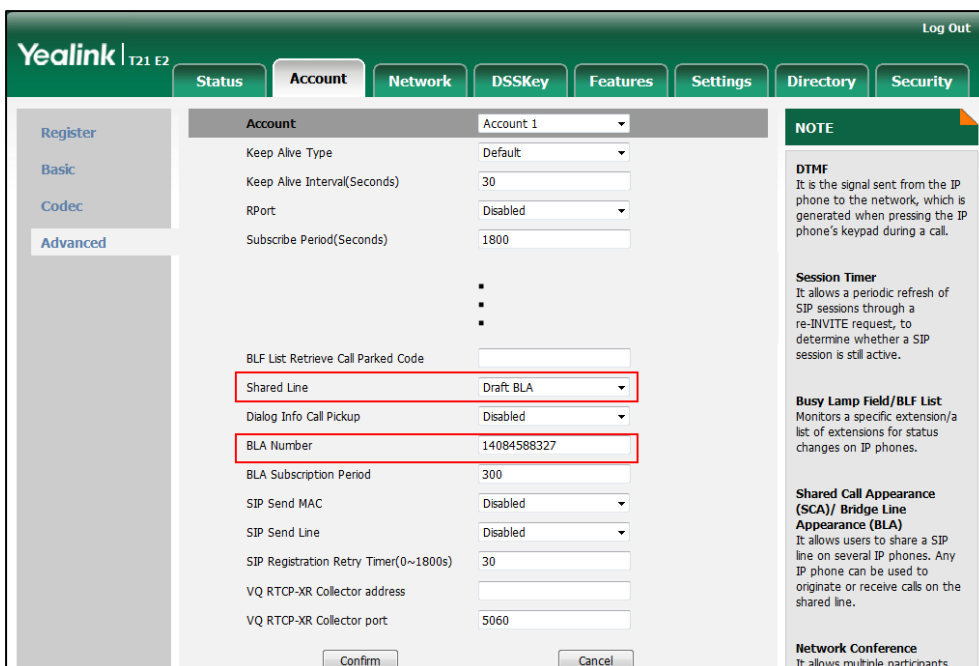 Log Out
Yealink | T21 E2
Status Account Network DSSKey Features Settings Directory Security
Register
Basic
Codec
Advanced
Account Account 1
Keep Alive Type Default
Keep Alive Interval(Seconds) 30
RPort Disabled
Subscribe Period(Seconds) 1800
BLF List Retrieve Call Parked Code
Shared Line Draft BLA
Dialog Info Call Pickup Disabled
BLA Number 14084588327
BLA Subscription Period 300
SIP Send MAC Disabled
SIP Send Line Disabled
SIP Registration Retry Timer(0~1800s) 30
VQ RTCP-XR Collector address
VQ RTCP-XR Collector port 5060
Confirm Cancel
NOTE
DTMF
It is the signal sent from the IP
phone to the network, which is
generated when pressing the IP
phone's keypad during a call.
Session Timer
It allows a periodic refresh of
SIP sessions through a
re-INVITE request, to
determine whether a SIP
session is still active.
Busy Lamp Field/BLF List
Monitors a specific extension/a
list of extensions for status
changes on IP phones.
Shared Call Appearance
(SCA)/ Bridge Line
Appearance (BLA)
It allows users to share a SIP
line on several IP phones. Any
IP phone can be used to
originate or receive calls on the
shared line.
Network Conference
It allows multiple participants